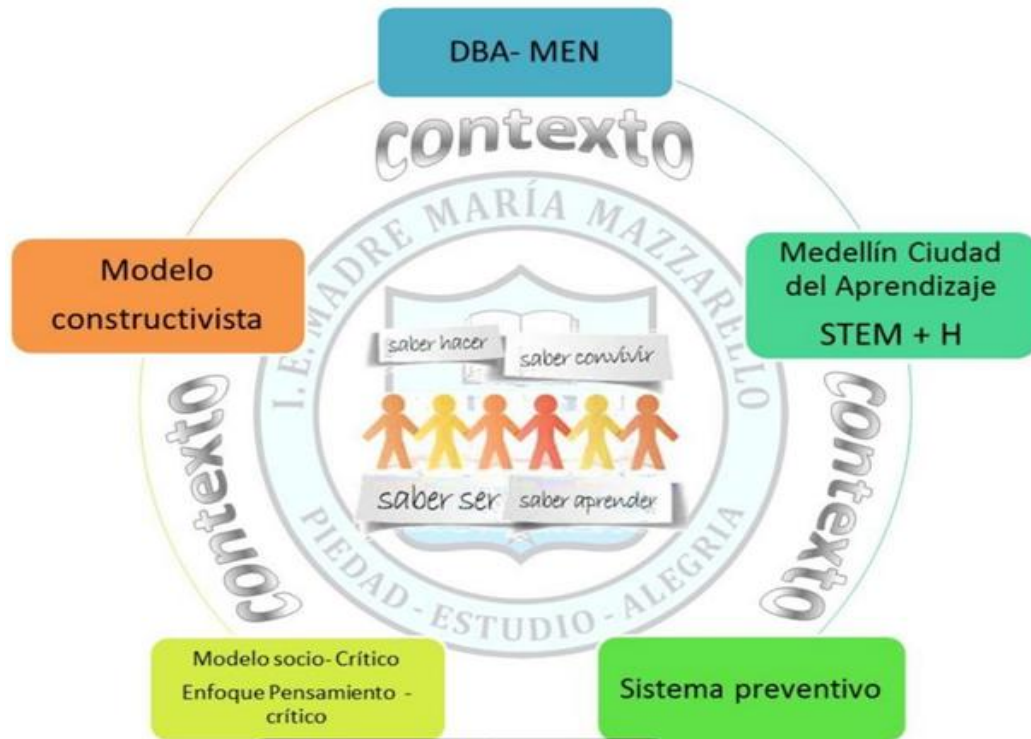 DBA- MEN
contexto
I. E. MADRE MARÍA MAZZARELLO
Modelo
constructivista
Medellín Ciudad
del Aprendizaje
STEM + H
saber hacer
saber convivir
contexto
contexto
saber ser
saber aprender
PIEDAD - ESTUDIO - ALEGRIA
Modelo socio- Crítico
Enfoque Pensamiento -
crítico
Sistema preventivo